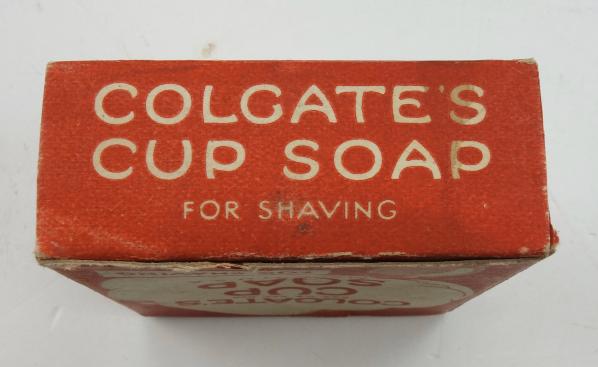 COLGATE'S
CUP SOAP
FOR SHAVING
COLGATE'S
CUP
SOAP